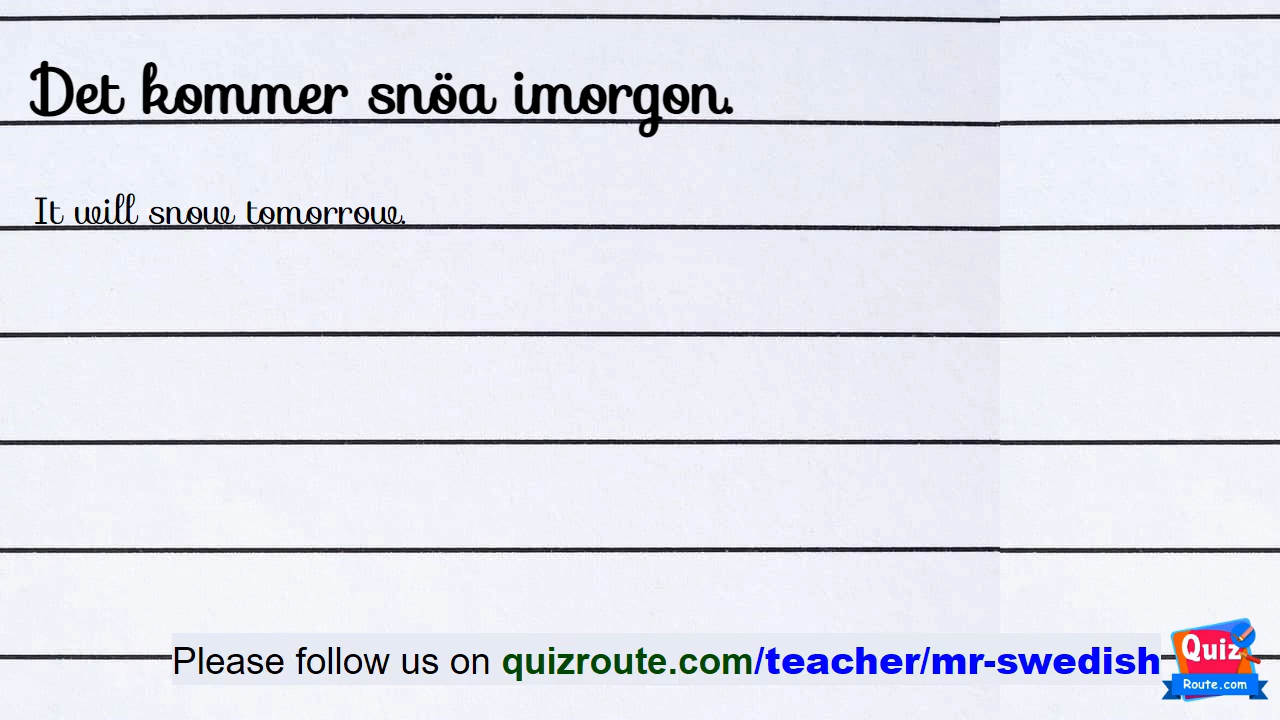 Det kommer snöa imorgon.
It will snow tomorrow.
Please follow us on quizroute.com/teacher/mr-swedish
Quiz
Route.com